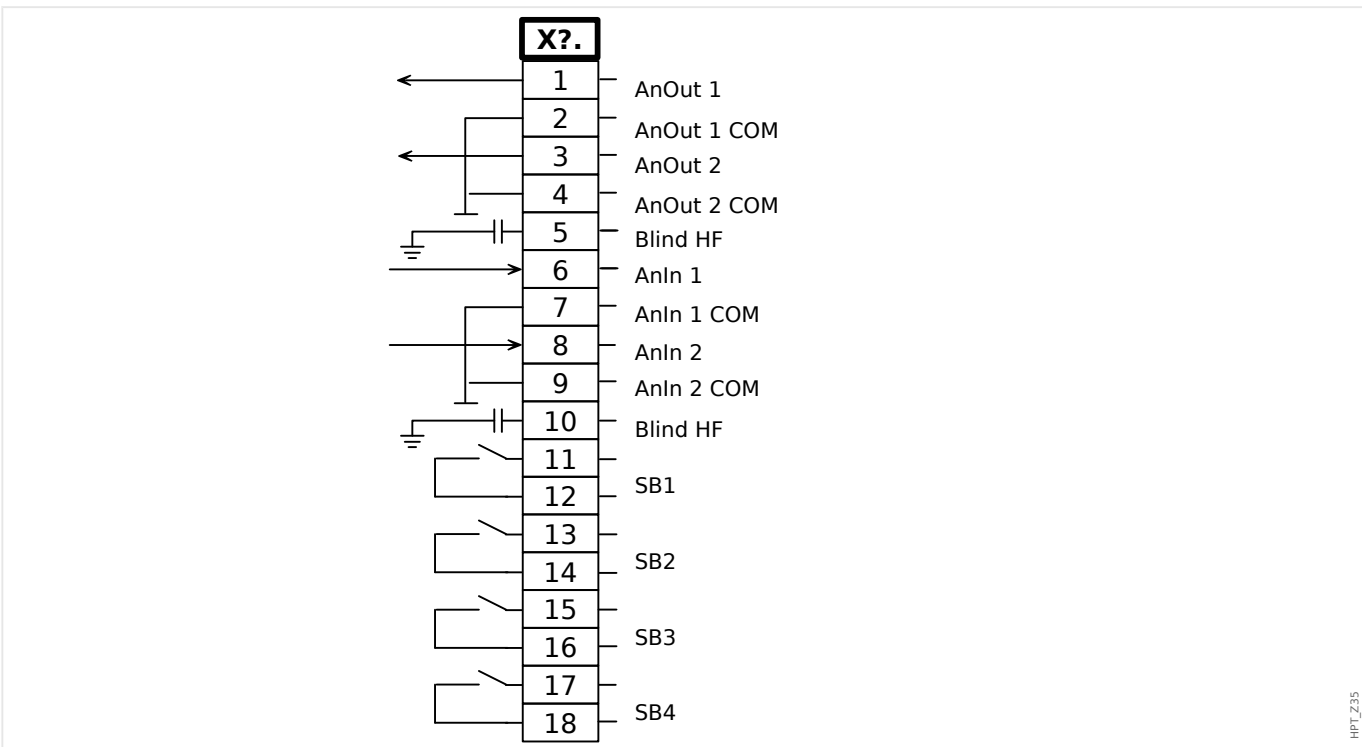 X?.
1 AnOut 1
2 AnOut 1 COM
3 AnOut 2
4 AnOut 2 COM
5 Blind HF
6 AnIn 1
7 AnIn 1 COM
8 AnIn 2
9 AnIn 2 COM
10 Blind HF
11
SB1
12
13
SB2
14
15
SB3
16
17
SB4
18
HPT_Z35